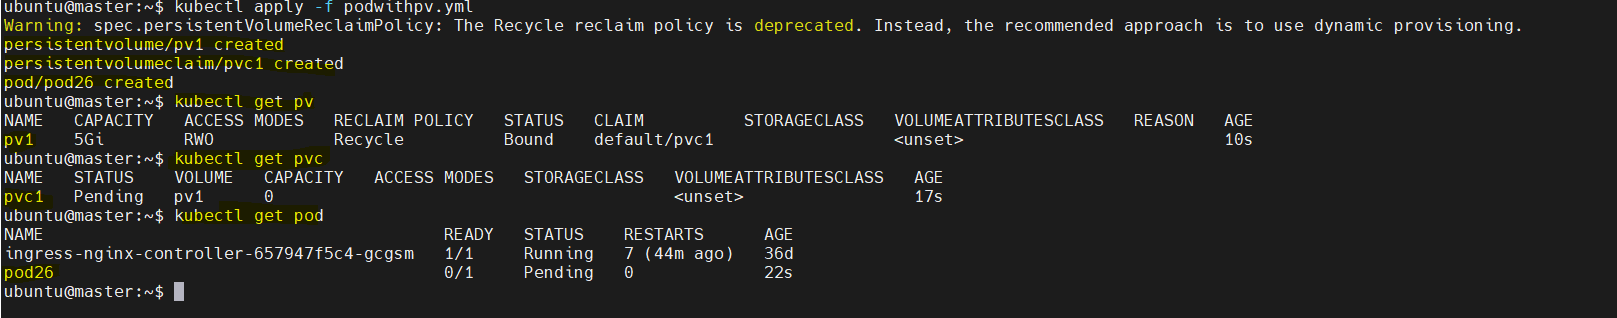 ubuntu@master:~$ kubectl apply -f podwithpv.yml
Warning: spec.persistentVolumeReclaimPolicy: The Recycle reclaim policy is deprecated. Instead, the recommended approach is to use dynamic provisioning.
persistentvolume/pv1 created
persistentvolumeclaim/pvc1 created
pod/pod26 created
ubuntu@master:~$ kubectl get pv
NAME   CAPACITY   ACCESS MODES   RECLAIM POLICY   STATUS   CLAIM          STORAGECLASS   VOLUMEATTRIBUTESCLASS   REASON   AGE
pv1    5Gi        RWO            Recycle          Bound    default/pvc1                  <unset>                          10s
ubuntu@master:~$ kubectl get pvc
NAME   STATUS    VOLUME   CAPACITY   ACCESS MODES   STORAGECLASS   VOLUMEATTRIBUTESCLASS   AGE
pvc1   Pending   pv1      0                                        <unset>                 17s
ubuntu@master:~$ kubectl get pod
NAME                                        READY   STATUS    RESTARTS      AGE
ingress-nginx-controller-657947f5c4-gcgsm   1/1     Running   7 (44m ago)   36d
pod26                                       0/1     Pending   0             22s
ubuntu@master:~$